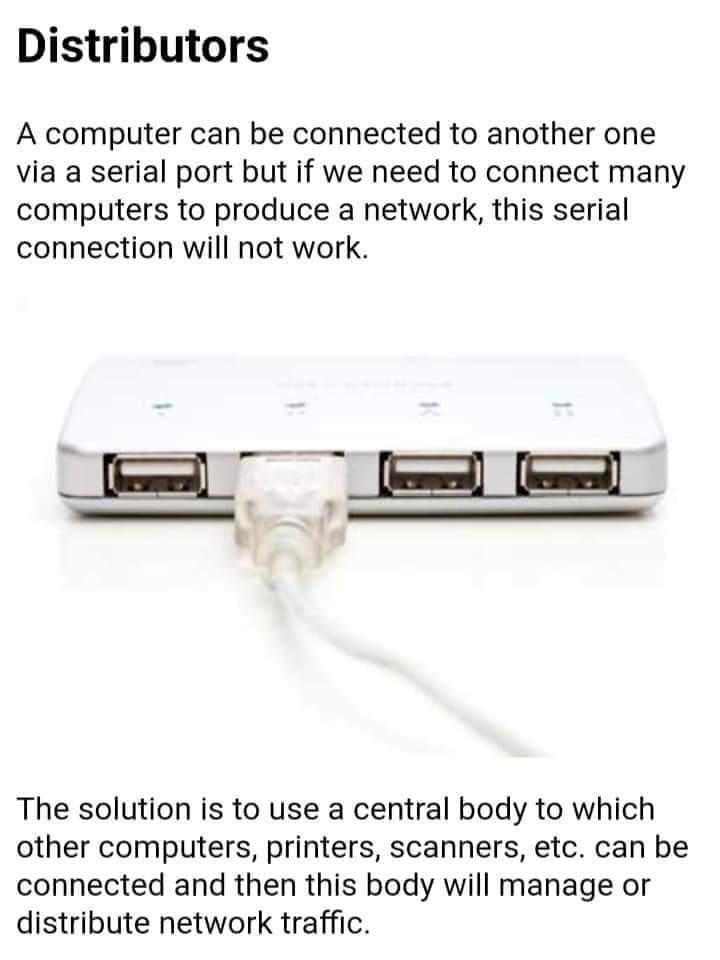 Distributors
A computer can be connected to another one
via a serial port but if we need to connect many
computers to produce a network, this serial
connection will not work.
The solution is to use a central body to which
other computers, printers, scanners, etc. can be
connected and then this body will manage or
distribute network traffic.